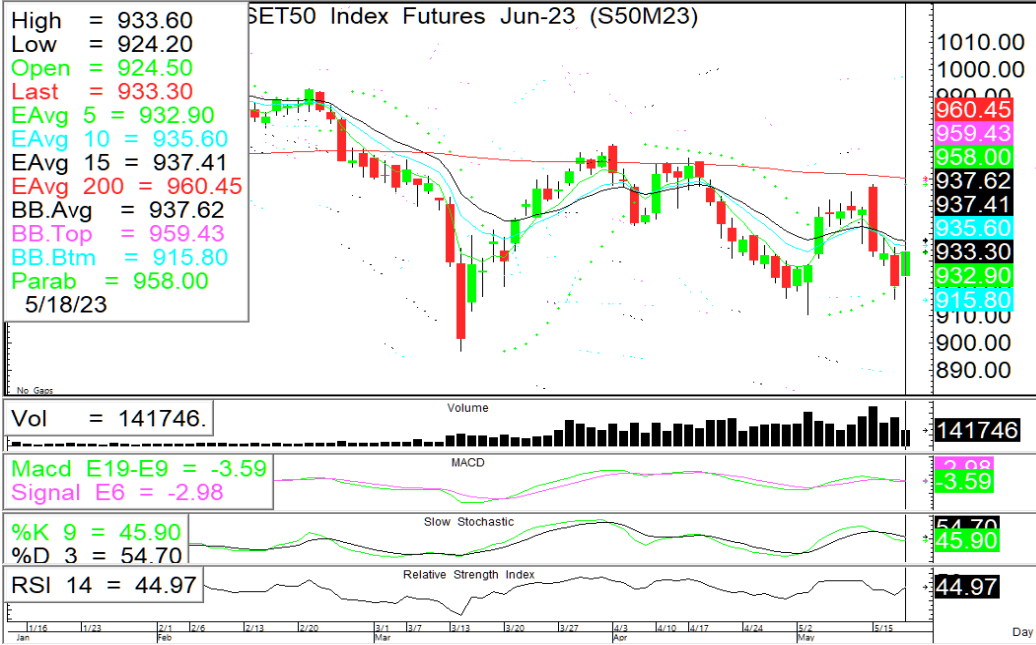 SET50 Index Futures Jun-23 (S50M23)
High = 933.60
Low = 924.20
Open = 924.50
Last = 933.30
EAvg 5 = 932.90
EAvg 10 = 935.60
EAvg 15 = 937.41
EAvg 200 = 960.45
BB.Avg = 937.62
BB.Top = 959.43
BB.Btm = 915.80
Parab = 958.00
5/18/23
1010.00
1000.00
990.00
960.45
959.43
958.00
937.62
937.41
935.60
933.30
932.90
915.80
910.00
900.00
890.00
No Gaps
Vol = 141746.
Volume
141746
Macd E19-E9 = -3.59
Signal E6 = -2.98
MACD
-2.98
-3.59
%K 9 = 45.90
%D 3 = 54.70
Slow Stochastic
54.70
45.90
RSI 14 = 44.97
Relative Strength Index
44.97
1/16 1/23 2/1 2/6 2/13 2/20 3/1 3/7 3/13 3/20 3/27 4/3 4/10 4/17 4/24 5/2 5/15
Jan Feb Mar Apr May Day